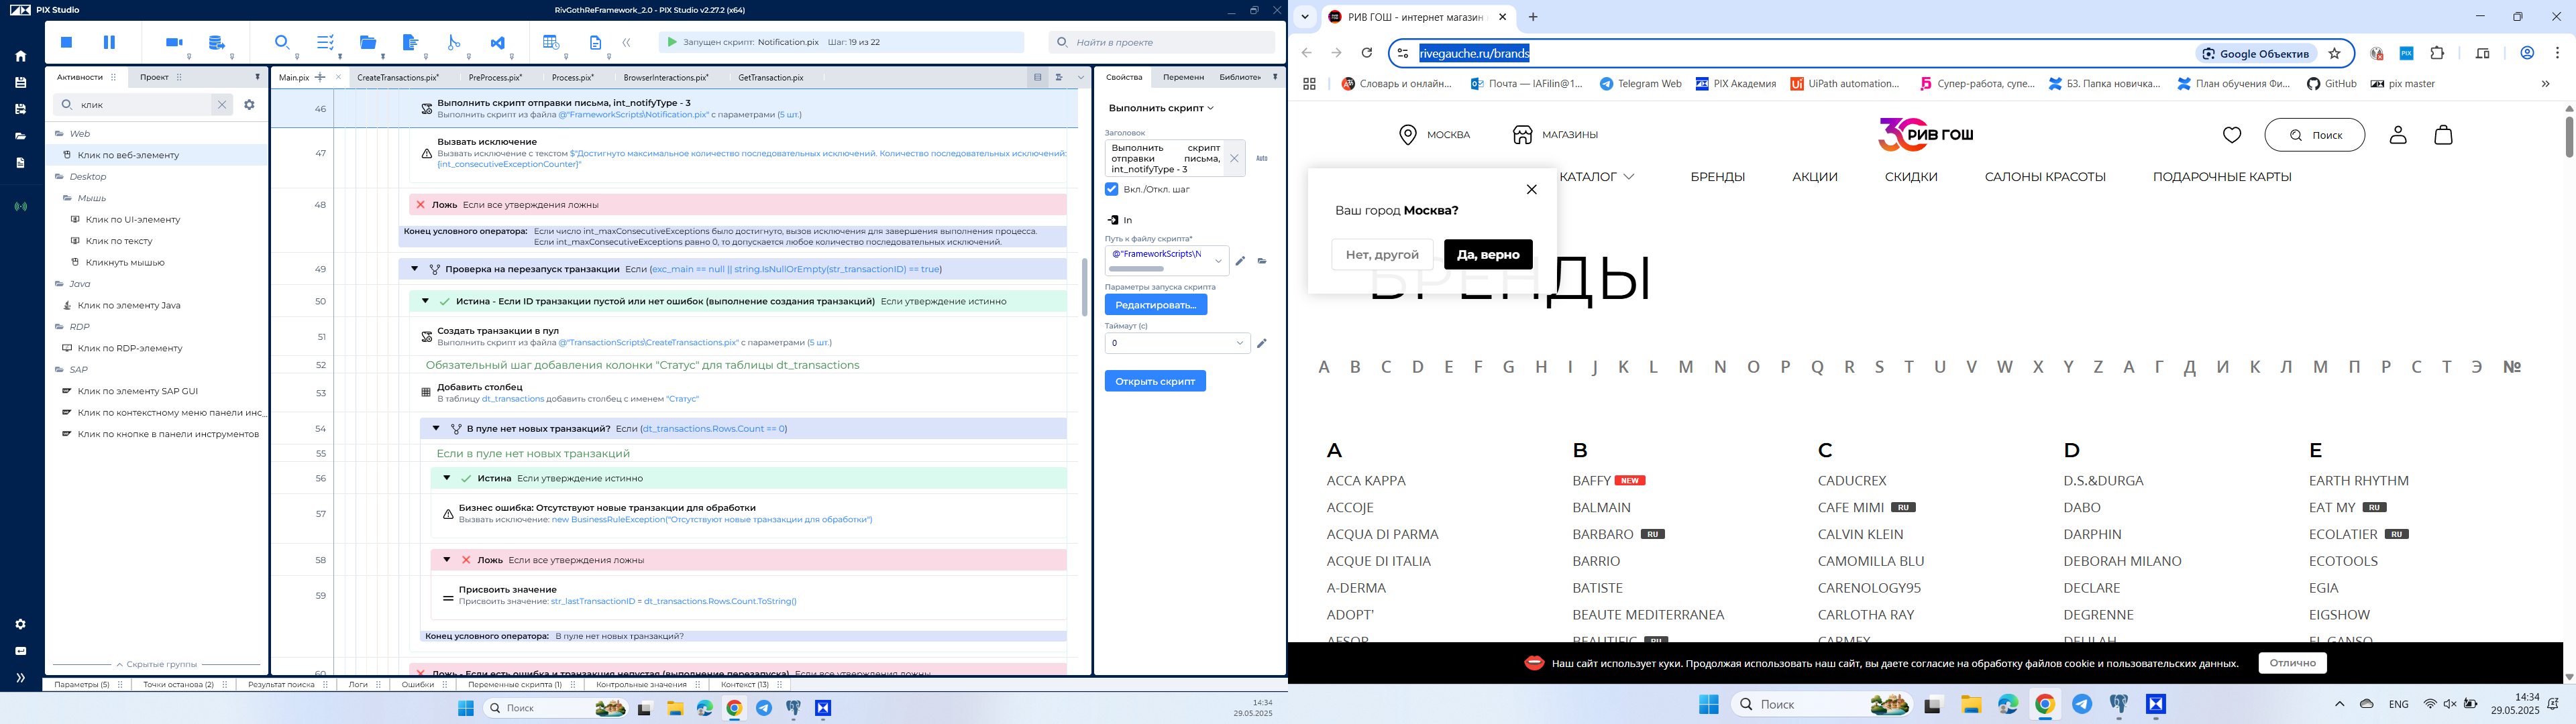 PIX Studio
RivGothReFramework_2.0 - PIX Studio v2.27.2 (x64)
Запущен скрипт: Notification.pix Шаг: 19 из 22
Найти в проекте
Активности
Проект
клик
Web
Клик по веб-элементу
Desktop
Мышь
Клик по UI-элементу
Клик по тексту
Кликнуть мышью
Java
Клик по элементу Java
RDP
Клик по RDP-элементу
SAP
Клик по элементу SAP GUI
Клик по контекстному меню панели инс...
Клик по кнопке в панели инструментов
Скрытые группы
Main.pix
CreateTransactions.pix*
PreProcess.pix*
Process.pix*
BrowserInteractions.pix*
GetTransaction.pix
46
Выполнить скрипт отправки письма, int_notifyType - 3
Выполнить скрипт из файла @"FrameworkScripts\Notification.pix" с параметрами (5 шт.)
47
Вызвать исключение
Вызвать исключение с текстом $"Достигнуто максимальное количество последовательных исключений. Количество последовательных исключений:
{int_consecutiveExceptionCounter}"
48
Ложь Если все утверждения ложны
Конец условного оператора: Если число int_maxConsecutiveExceptions было достигнуто, вызов исключения для завершения выполнения процесса.
Если int_maxConsecutiveExceptions равно 0, то допускается любое количество последовательных исключений.
49
Проверка на перезапуск транзакции Если (exc_main == null || string.IsNullOrEmpty(str_transactionID) == true)
50
Истина - Если ID транзакции пустой или нет ошибок (выполнение создания транзакций) Если утверждение истинно
51
Создать транзакции в пул
Выполнить скрипт из файла @"TransactionScripts\CreateTransactions.pix" с параметрами (5 шт.)
52
Обязательный шаг добавления колонки "Статус" для таблицы dt_transactions
53
Добавить столбец
В таблицу dt_transactions добавить столбец с именем "Статус"
54
В пуле нет новых транзакций? Если (dt_transactions.Rows.Count == 0)
55
Если в пуле нет новых транзакций
56
Истина Если утверждение истинно
57
Бизнес ошибка: Отсутствуют новые транзакции для обработки
Вызвать исключение: new BusinessRuleException("Отсутствуют новые транзакции для обработки")
58
Ложь Если все утверждения ложны
59
Присвоить значение
Присвоить значение: str_lastTransactionID = dt_transactions.Rows.Count.ToString()
Конец условного оператора: В пуле нет новых транзакций?
60
Ложь - Если есть ошибка и транзакция непустая (выполнение перезапуска) Если все утверждения ложны
Свойства
Переменн
Библиотек
Выполнить скрипт
Заголовок
Выполнить скрипт
отправки письма,
int_notifyType - 3
Auto
Вкл./Откл. шаг
In
Путь к файлу скрипта*
@"FrameworkScripts\N
Параметры запуска скрипта
Редактировать...
Таймаут (с)
0
Открыть скрипт
Параметры (5)
Точки останова (2)
Результат поиска
Логи
Ошибки
Переменные скрипта (1)
Контрольные значения
Контекст (13)
Поиск
14:34
29.05.2025
РИВ ГОШ - интернет магазин
rivegauche.ru/brands
Google Объектив
PIX
Словарь и онлайн...
Почта — IAFilin@1...
Telegram Web
PIX Академия
UiPath automation...
Супер-работа, супе...
БЗ. Папка новичка...
План обучения Фи...
GitHub
pix master
МОСКВА
МАГАЗИНЫ
30 РИВ ГОШ
Поиск
КАТАЛОГ
БРЕНДЫ
АКЦИИ
СКИДКИ
САЛОНЫ КРАСОТЫ
ПОДАРОЧНЫЕ КАРТЫ
Ваш город Москва?
Нет, другой
Да, верно
БРЕНДЫ
A B C D E F G H I J K L M N O P Q R S T U V W X Y Z А Г Д И К Л М П Р С Т Э №
A
ACCA KAPPA
ACCOJE
ACQUA DI PARMA
ACQUE DI ITALIA
A-DERMA
ADOPT'
AESOP
B
BAFFY NEW
BALMAIN
BARBARO RU
BARRIO
BATISTE
BEAUTE MEDITERRANEA
BEAUTIFIC RU
C
CADUCREX
CAFE MIMI RU
CALVIN KLEIN
CAMOMILLA BLU
CARENOLOGY95
CARLOTHA RAY
CARMEX
D
D.S.&DURGA
DABO
DARPHIN
DEBORAH MILANO
DECLARE
DEGRENNE
DELILAH
E
EARTH RHYTHM
EAT MY RU
ECOLATIER RU
ECOTOOLS
EGIA
EIGSHOW
EL GANSO
Наш сайт использует куки. Продолжая использовать наш сайт, вы даете согласие на обработку файлов cookie и пользовательских данных.
Отлично
Поиск
ENG
14:34
29.05.2025